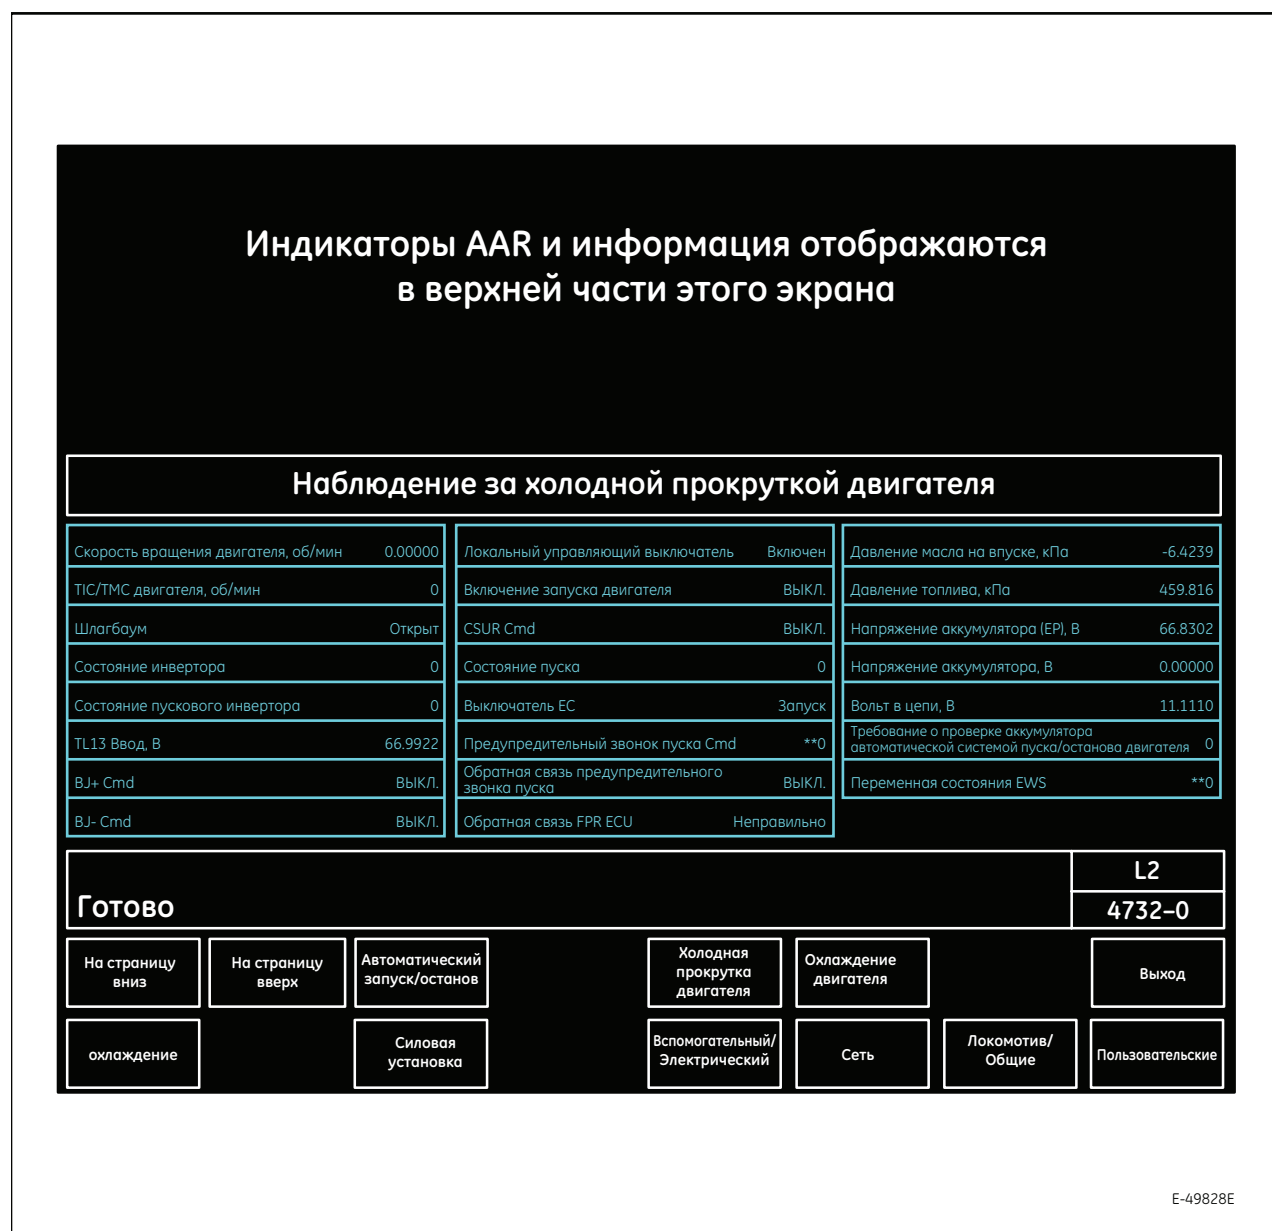 Индикаторы AAR и информация отображаются
в верхней части этого экрана
Наблюдение за холодной прокруткой двигателя
Скорость вращения двигателя, об/мин 0.00000
TIC/TMC двигателя, об/мин 0
Шлагбаум Открыт
Состояние инвертора 0
Состояние пускового инвертора 0
TL13 Ввод, В 66.9922
BJ+ Cmd ВЫКЛ.
BJ- Cmd ВЫКЛ.
Локальный управляющий выключатель Включен
Включение запуска двигателя ВЫКЛ.
CSUR Cmd ВЫКЛ.
Состояние пуска 0
Выключатель EC Запуск
Предупредительный звонок пуска Cmd **0
Обратная связь предупредительного
звонка пуска ВЫКЛ.
Обратная связь FPR ECU Неправильно
Давление масла на впуске, кПа -6.4239
Давление топлива, кПа 459.816
Напряжение аккумулятора (EP), В 66.8302
Напряжение аккумулятора, В 0.00000
Вольт в цепи, В 11.1110
Требование о проверке аккумулятора
автоматической системой пуска/останова двигателя 0
Переменная состояния EWS **0
Готово
L2
4732–0
На страницу
вниз
На страницу
вверх
Автоматический
запуск/останов
Холодная
прокрутка
двигателя
Охлаждение
двигателя
Выход
охлаждение
Силовая
установка
Вспомогательный/
Электрический
Сеть
Локомотив/
Общие
Пользовательские
E-49828E